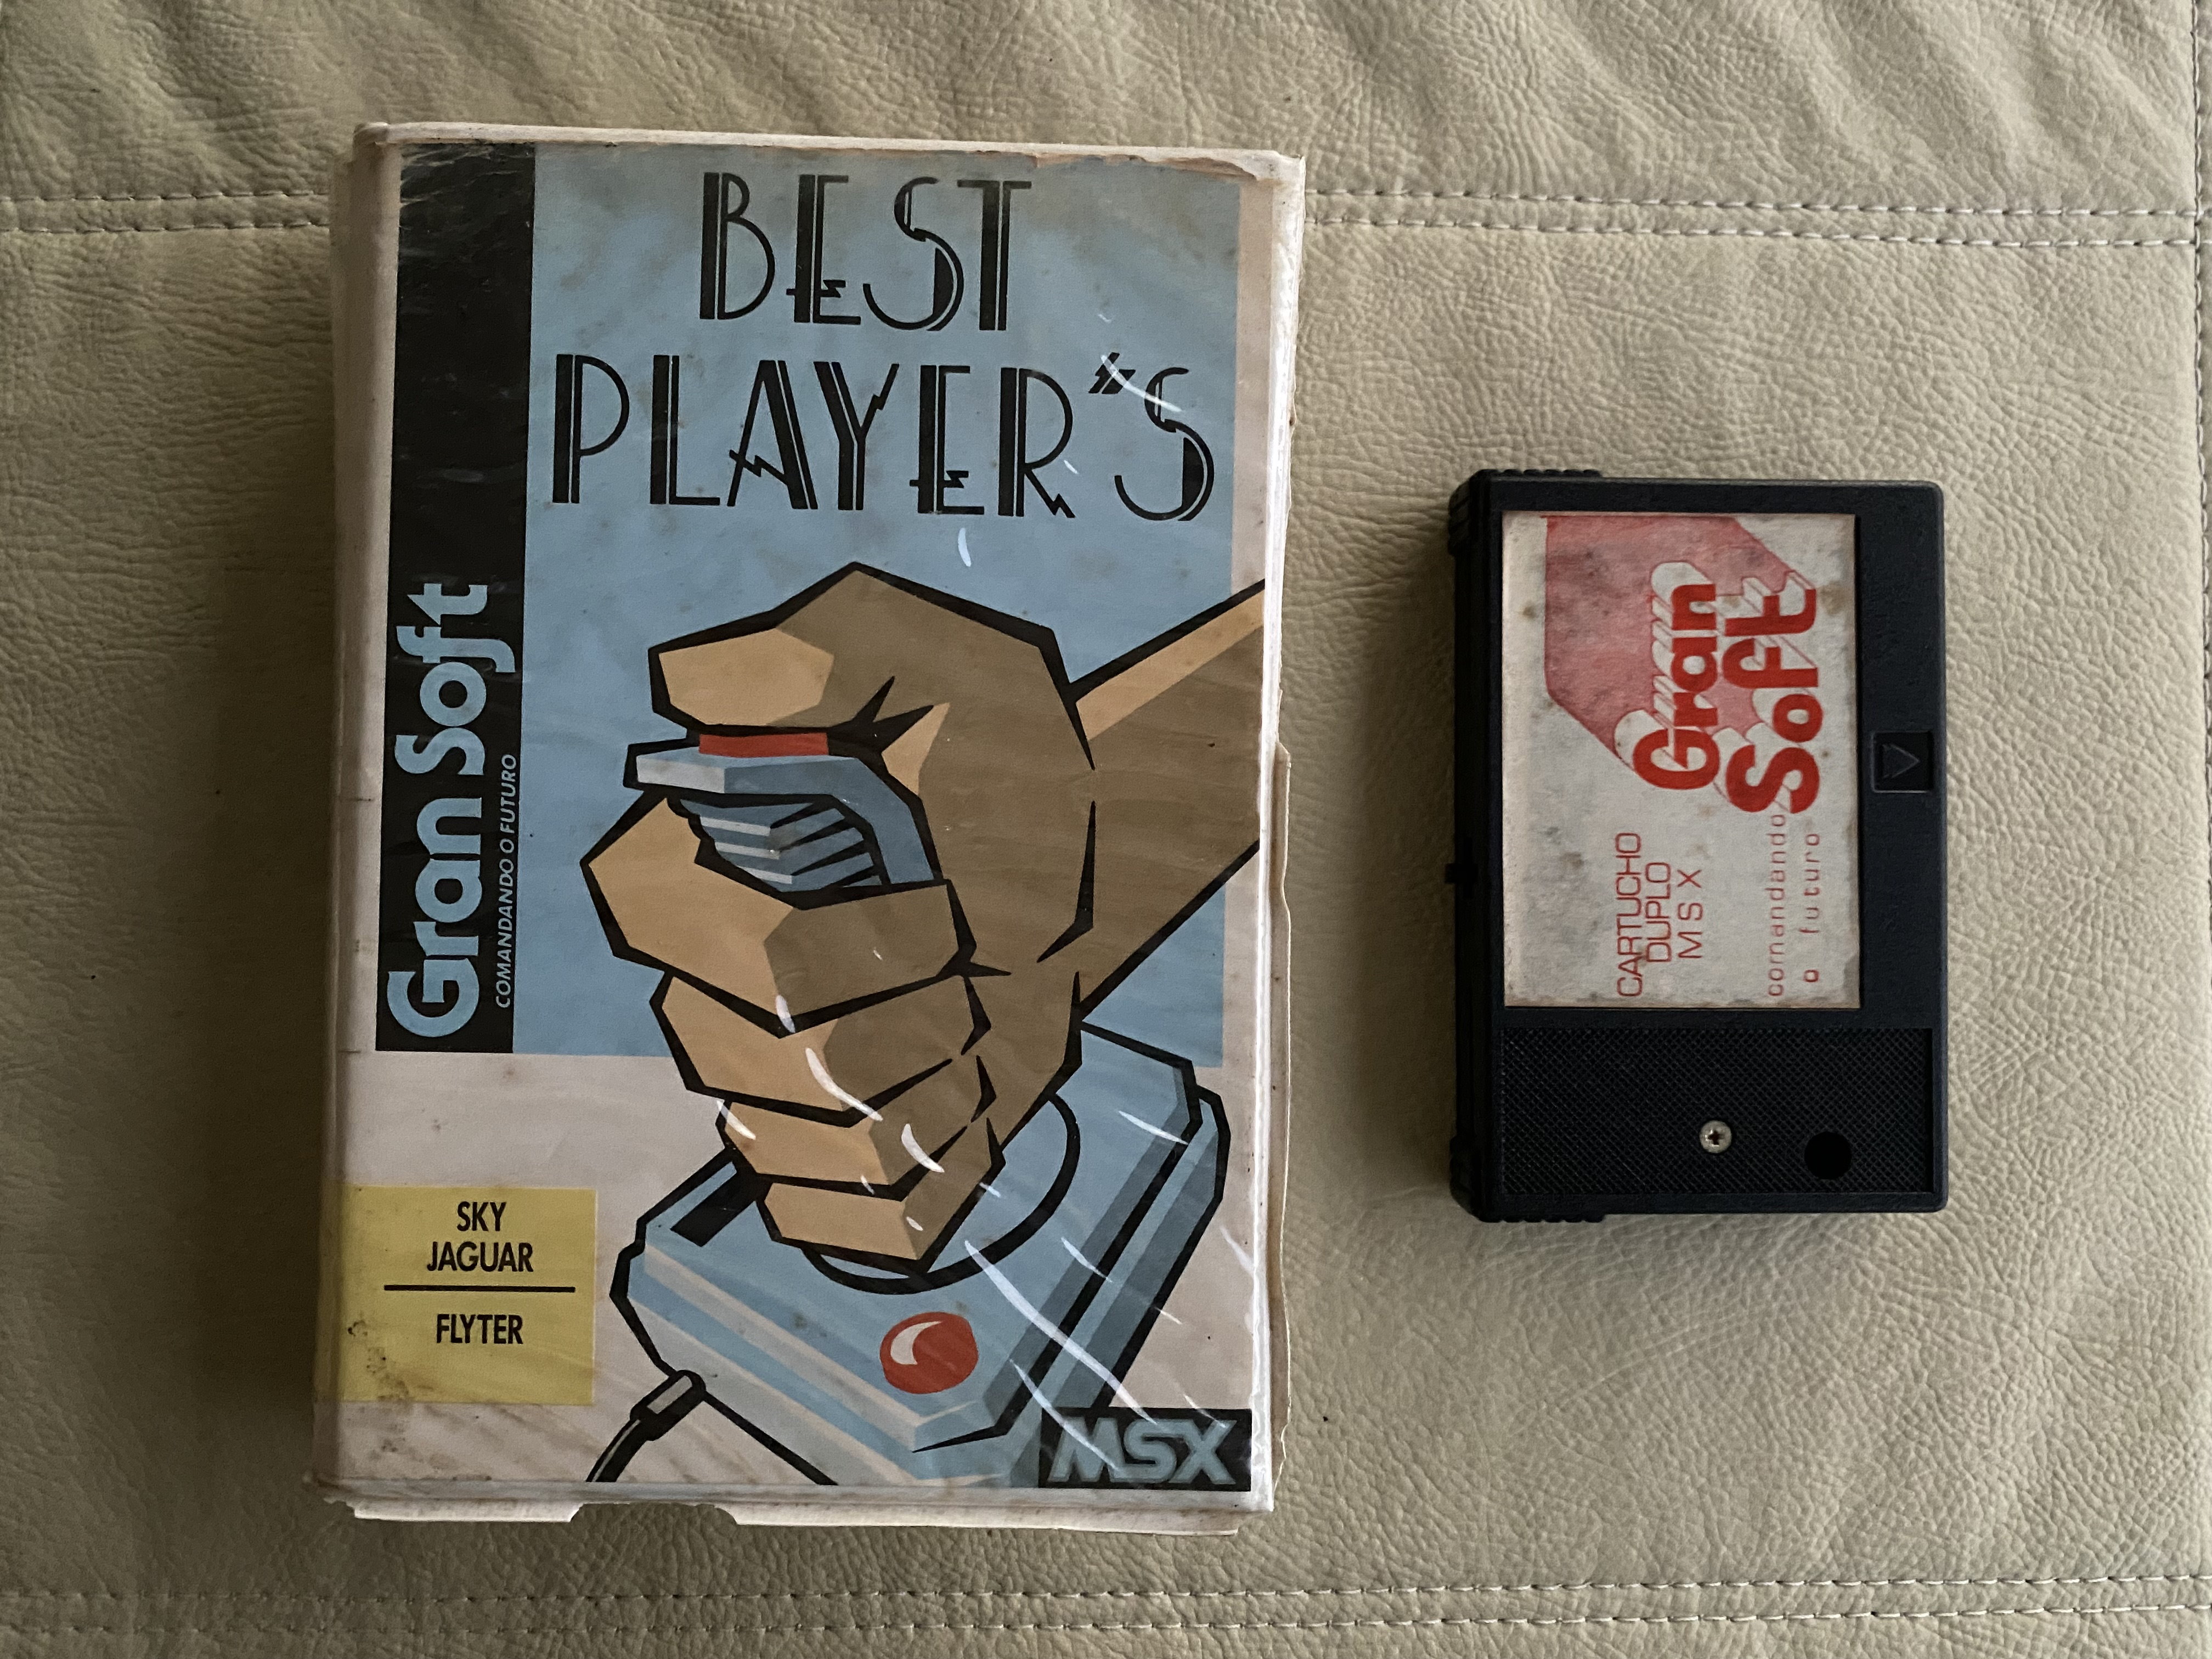 BEST
PLAYER'S
Gran Soft
COMANDANDO O FUTURO
SKY
JAGUAR
FLYTER
MSX
Gran
Soft
CARTUCHO
DUPLO
MSX
comandando
o futuro